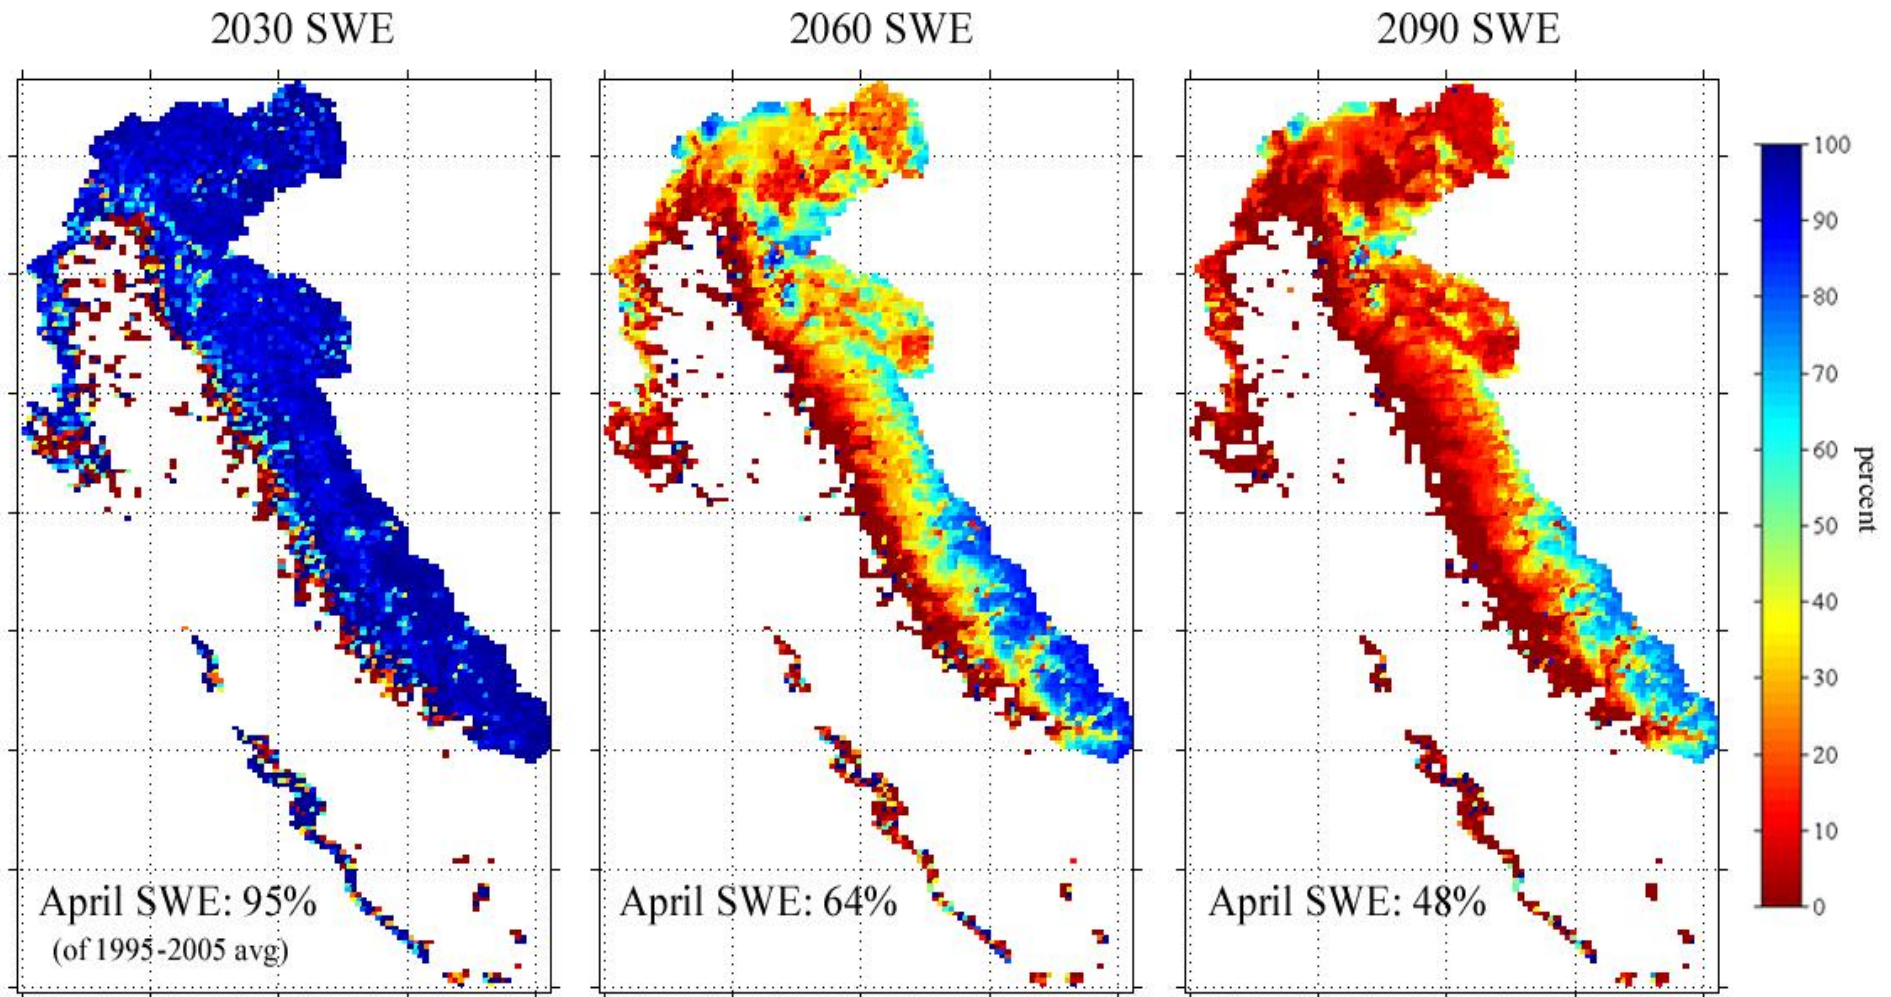 2030 SWE
2060 SWE
2090 SWE
April SWE: 95%
(of 1995-2005 avg)
April SWE: 64%
April SWE: 48%
100
90
80
70
60
50
40
30
20
10
0
percent